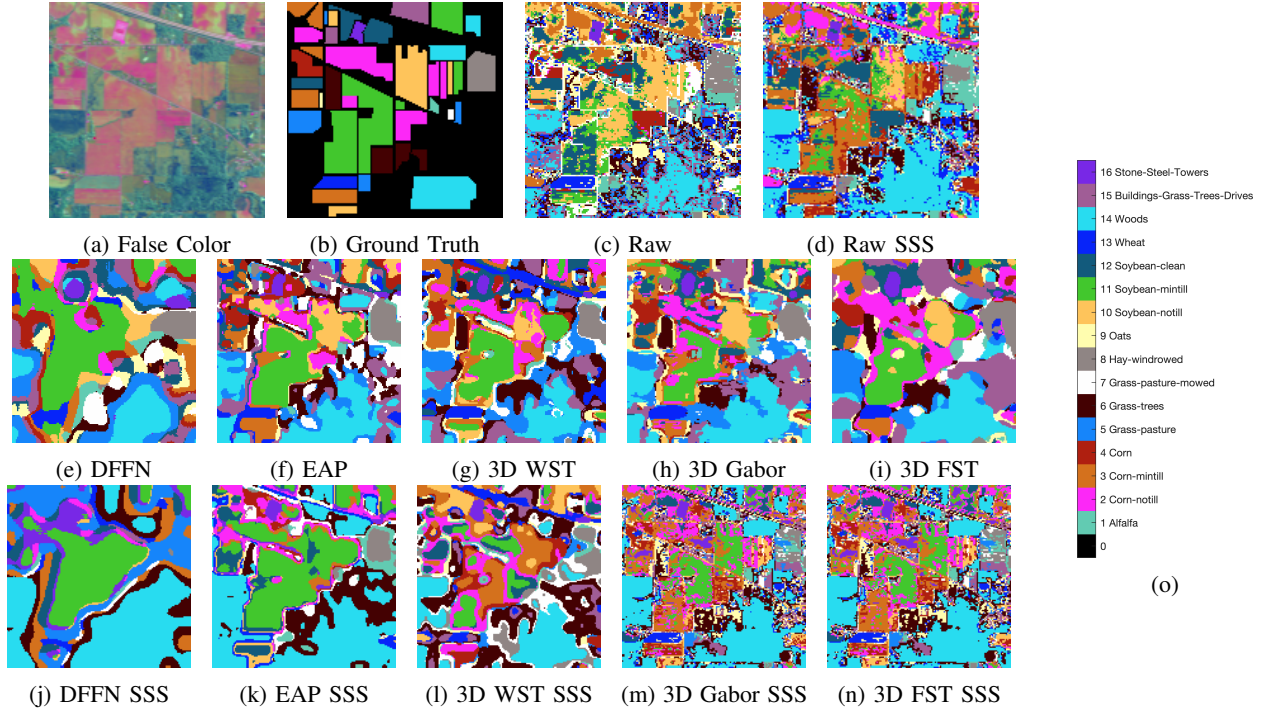 (a) False Color
(b) Ground Truth
(c) Raw
(d) Raw SSS
(e) DFFN
(f) EAP
(g) 3D WST
(h) 3D Gabor
(i) 3D FST
(j) DFFN SSS
(k) EAP SSS
(l) 3D WST SSS
(m) 3D Gabor SSS
(n) 3D FST SSS
16 Stone-Steel-Towers
15 Buildings-Grass-Trees-Drives
14 Woods
13 Wheat
12 Soybean-clean
11 Soybean-mintill
10 Soybean-notill
9 Oats
8 Hay-windrowed
7 Grass-pasture-mowed
6 Grass-trees
5 Grass-pasture
4 Corn
3 Corn-mintill
2 Corn-notill
1 Alfalfa
0
(o)